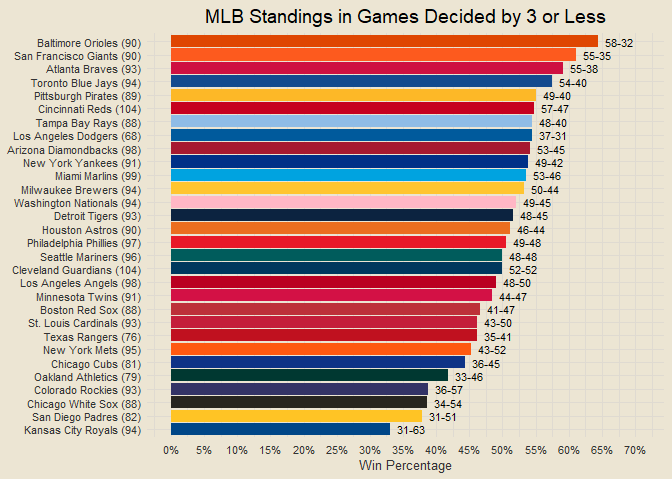 MLB Standings in Games Decided by 3 or Less
Baltimore Orioles (90) 58-32
San Francisco Giants (90) 55-35
Atlanta Braves (93) 55-38
Toronto Blue Jays (94) 54-40
Pittsburgh Pirates (89) 49-40
Cincinnati Reds (104) 57-47
Tampa Bay Rays (88) 48-40
Los Angeles Dodgers (68) 37-31
Arizona Diamondbacks (98) 53-45
New York Yankees (91) 49-42
Miami Marlins (99) 53-46
Milwaukee Brewers (94) 50-44
Washington Nationals (94) 49-45
Detroit Tigers (93) 48-45
Houston Astros (90) 46-44
Philadelphia Phillies (97) 49-48
Seattle Mariners (96) 48-48
Cleveland Guardians (104) 52-52
Los Angeles Angels (98) 48-50
Minnesota Twins (91) 44-47
Boston Red Sox (88) 41-47
St. Louis Cardinals (93) 43-50
Texas Rangers (76) 35-41
New York Mets (95) 43-52
Chicago Cubs (81) 36-45
Oakland Athletics (79) 33-46
Colorado Rockies (93) 36-57
Chicago White Sox (88) 34-54
San Diego Padres (82) 31-51
Kansas City Royals (94) 31-63
0% 5% 10% 15% 20% 25% 30% 35% 40% 45% 50% 55% 60% 65% 70%
Win Percentage